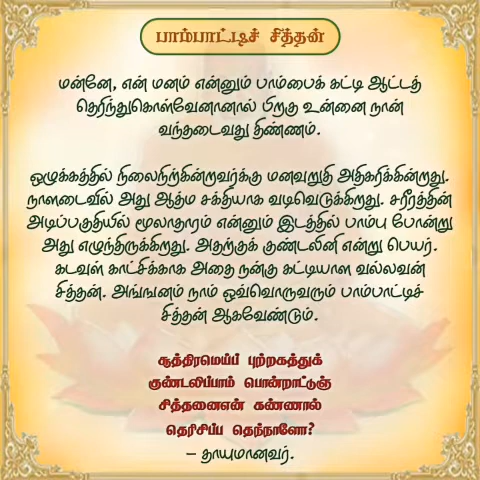 பாம்பாட்டிச் சித்தன்
மன்னே, என் மனம் என்னும் பாம்பைக் கட்டி ஆட்டத்
தெரிந்துகொள்வேனானால் பிறகு உன்னை நான்
வந்தடைவது திண்ணம்.
ஒழுக்கத்தில் நிலைநிற்கின்றவர்க்கு மனவுறுதி அதிகரிக்கின்றது.
நாளடைவில் அது ஆத்ம சக்தியாக வடிவெடுக்கிறது. சரீரத்தின்
அடிப்பகுதியில் மூலாதாரம் என்னும் இடத்தில் பாம்பு போன்று
அது எழுந்திருக்கிறது. அதற்குக் குண்டலினி என்று பெயர்.
கடவுள் காட்சிக்காக அதை நன்கு கட்டியாள வல்லவன்
சித்தன். அங்ஙனம் நாம் ஒவ்வொருவரும் பாம்பாட்டிச்
சித்தன் ஆகவேண்டும்.
சூத்திரமெய்ப் புற்றகத்துக்
குண்டலிப்பாம் பொன்றாட்டுஞ்
சித்தனைஎன் கண்ணால்
தெரிசிப்ப தெந்நாளோ?
– தாயுமானவர்.